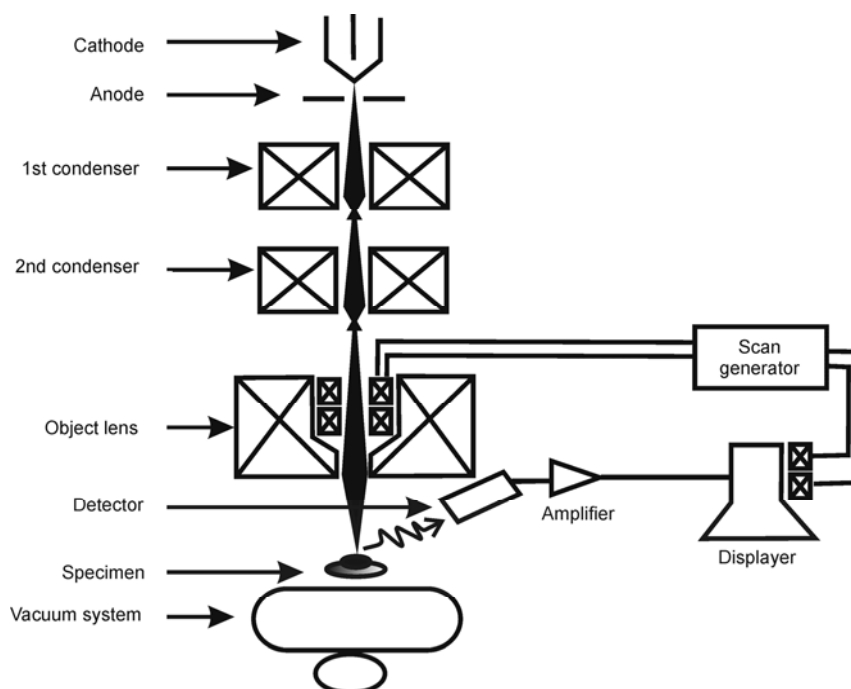 Cathode
Anode
1st condenser
2nd condenser
Scan
generator
Object lens
Detector
Amplifier
Displayer
Specimen
Vacuum system